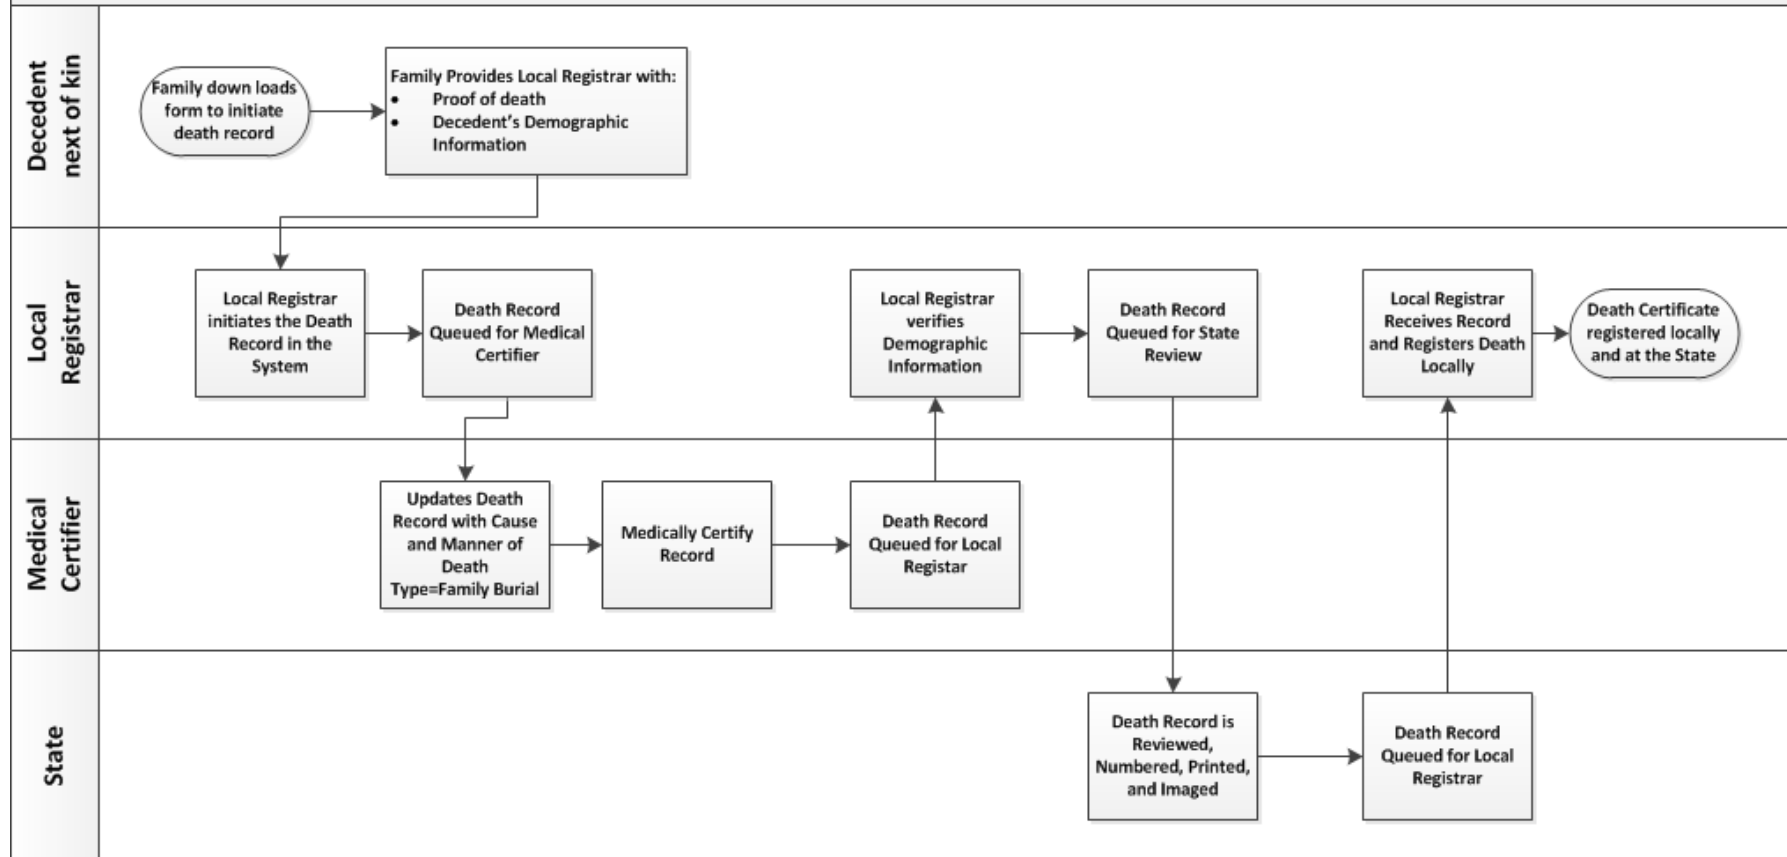 Decedent
next of kin
Family down loads
form to initiate
death record
Family Provides Local Registrar with:
• Proof of death
• Decedent's Demographic
Information
Local
Registrar
Local Registrar
initiates the Death
Record in the
System
Death Record
Queued for Medical
Certifier
Local Registrar
verifies
Demographic
Information
Death Record
Queued for State
Review
Local Registrar
Receives Record
and Registers Death
Locally
Death Certificate
registered locally
and at the State
Medical
Certifier
Updates Death
Record with Cause
and Manner of
Death
Type=Family Burial
Medically Certify
Record
Death Record
Queued for Local
Registar
State
Death Record is
Reviewed,
Numbered, Printed,
and Imaged
Death Record
Queued for Local
Registrar